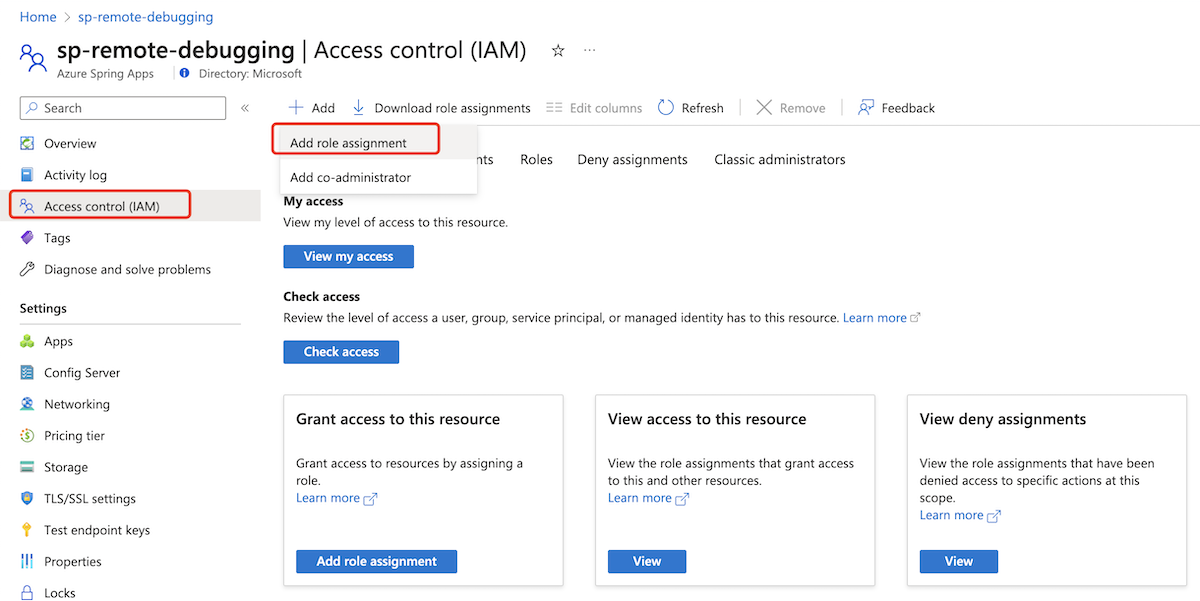 Home > sp-remote-debugging
sp-remote-debugging | Access control (IAM) ☆ ···
Azure Spring Apps Directory: Microsoft
Search «
Add Download role assignments Edit columns Refresh Remove Feedback
Overview
Activity log
Access control (IAM)
Tags
Diagnose and solve problems
Settings
Apps
Config Server
Networking
Pricing tier
Storage
TLS/SSL settings
Test endpoint keys
Properties
Locks
Add role assignment
Add co-administrator
nts Roles Deny assignments Classic administrators
My access
View my level of access to this resource.
View my access
Check access
Review the level of access a user, group, service principal, or managed identity has to this resource. Learn more
Check access
Grant access to this resource
Grant access to resources by assigning a
role.
Learn more
Add role assignment
View access to this resource
View the role assignments that grant access
to this and other resources.
Learn more
View
View deny assignments
View the role assignments that have been
denied access to specific actions at this
scope.
Learn more
View